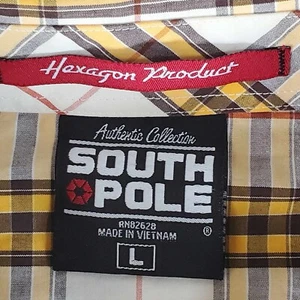 Hexagon Product
Authentic Collection
SOUTH
POLE
®
RN82628
MADE IN VIETNAM
L